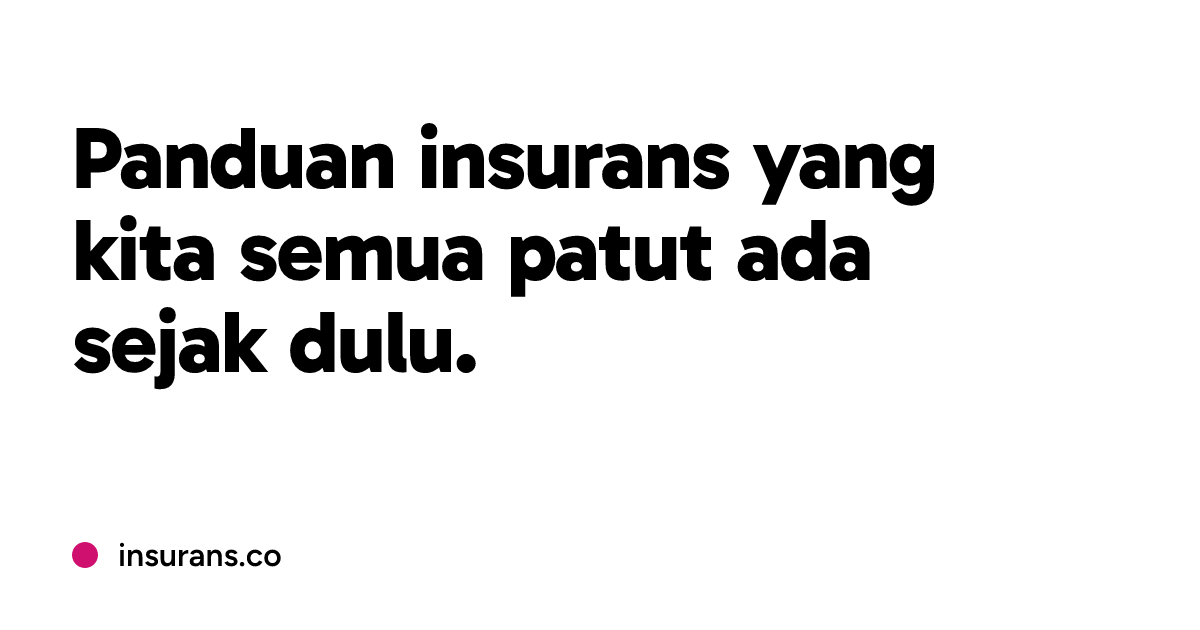 Panduan insurans yang
kita semua patut ada
sejak dulu.
insurans.co